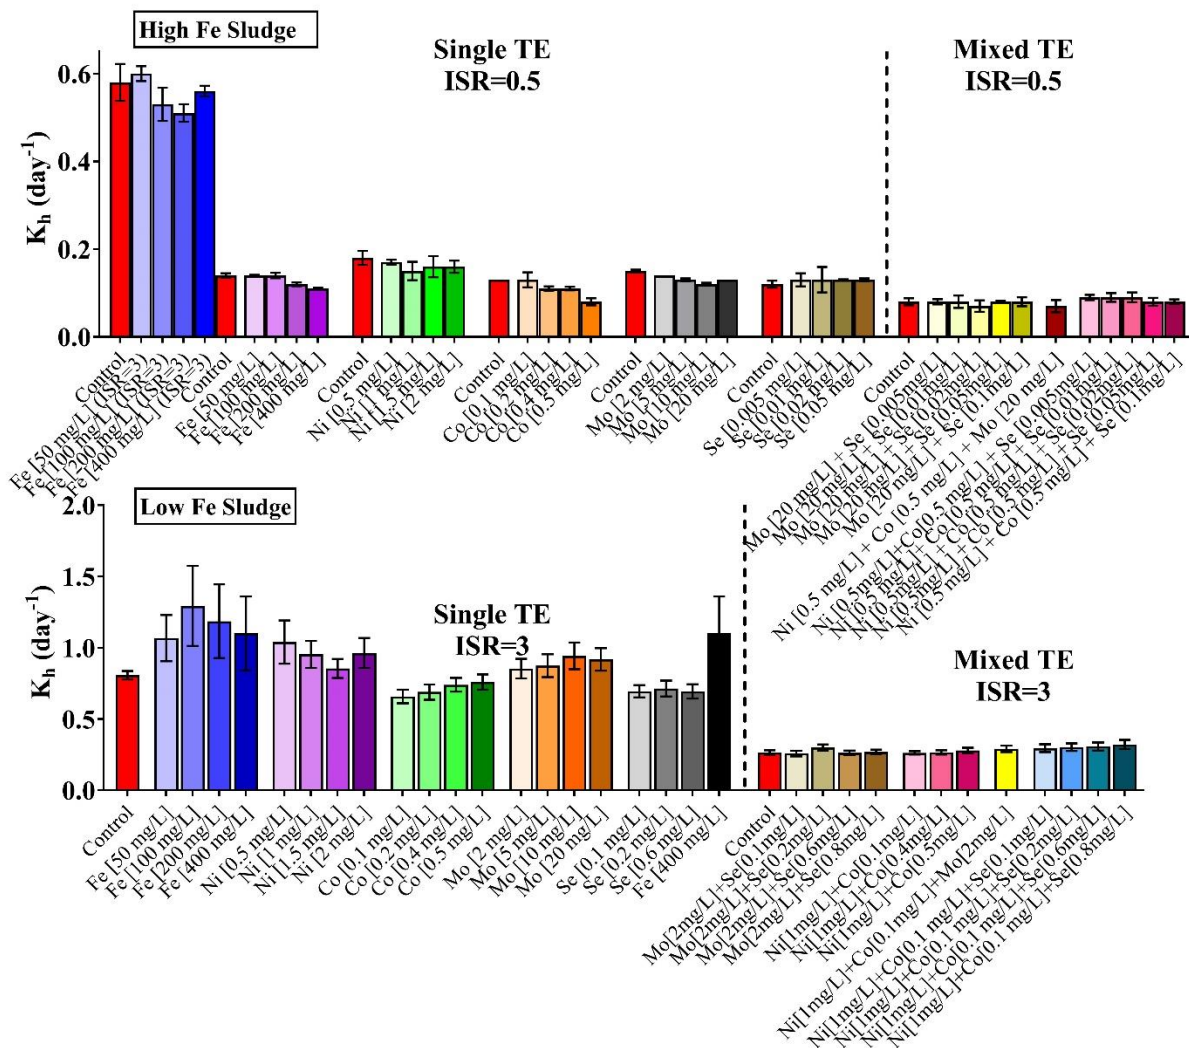 High Fe Sludge
Single TE
ISR=0.5
Mixed TE
ISR=0.5
0.6
0.4
0.2
0.0
K_h (day⁻¹)
Control
Fe [50 mg/L] (ISR=3)
Fe [100 mg/L] (ISR=3)
Fe [200 mg/L] (ISR=3)
Fe [400 mg/L] (ISR=3)
Control
Fe [50 mg/L]
Fe [100 mg/L]
Fe [200 mg/L]
Fe [400 mg/L]
Control
Ni [0.5 mg/L]
Ni [1 mg/L]
Ni [1.5 mg/L]
Ni [2 mg/L]
Control
Co [0.1 mg/L]
Co [0.2 mg/L]
Co [0.4 mg/L]
Co [0.5 mg/L]
Control
Mo [2 mg/L]
Mo [5 mg/L]
Mo [10 mg/L]
Mo [20 mg/L]
Control
Se [0.005 mg/L]
Se [0.01 mg/L]
Se [0.02 mg/L]
Se [0.05 mg/L]
Control
Mo [20 mg/L] + Se [0.005mg/L]
Ni [0.5 mg/L] + Co [0.5 mg/L] + Mo [20 mg/L]
Ni [0.5mg/L]+Co[0.5 mg/L] + Se [0.005mg/L]
Ni [0.5 mg/L] + Co [0.5 mg/L] + Se [0.1mg/L]
Low Fe Sludge
Single TE
ISR=3
Mixed TE
ISR=3
2.0
1.5
1.0
0.5
0.0
K_h (day⁻¹)
Control
Fe [50 mg/L]
Fe [100 mg/L]
Fe [200 mg/L]
Fe [400 mg/L]
Ni [0.5 mg/L]
Ni [1 mg/L]
Ni [1.5 mg/L]
Ni [2 mg/L]
Co [0.1 mg/L]
Co [0.2 mg/L]
Co [0.4 mg/L]
Co [0.5 mg/L]
Mo [2 mg/L]
Mo [5 mg/L]
Mo [10 mg/L]
Mo [20 mg/L]
Se [0.1 mg/L]
Se [0.2 mg/L]
Se [0.6 mg/L]
Fe [400 mg/L]
Control
Mo[2mg/L]+Se[0.1mg/L]
Mo[2mg/L]+Se[0.2mg/L]
Mo[2mg/L]+Se[0.6mg/L]
Mo[2mg/L]+Se[0.8mg/L]
Ni[1mg/L]+Co[0.1mg/L]
Ni[1mg/L]+Co[0.4mg/L]
Ni[1mg/L]+Co[0.5mg/L]
Ni[1mg/L]+Co[0.1mg/L]+Mo[2mg/L]
Ni[1mg/L]+Co[0.1 mg/L]+Se[0.1mg/L]
Ni[1mg/L]+Co[0.1 mg/L]+Se[0.2mg/L]
Ni[1mg/L]+Co[0.1 mg/L]+Se[0.6mg/L]
Ni[1mg/L]+Co[0.1 mg/L]+Se[0.8mg/L]